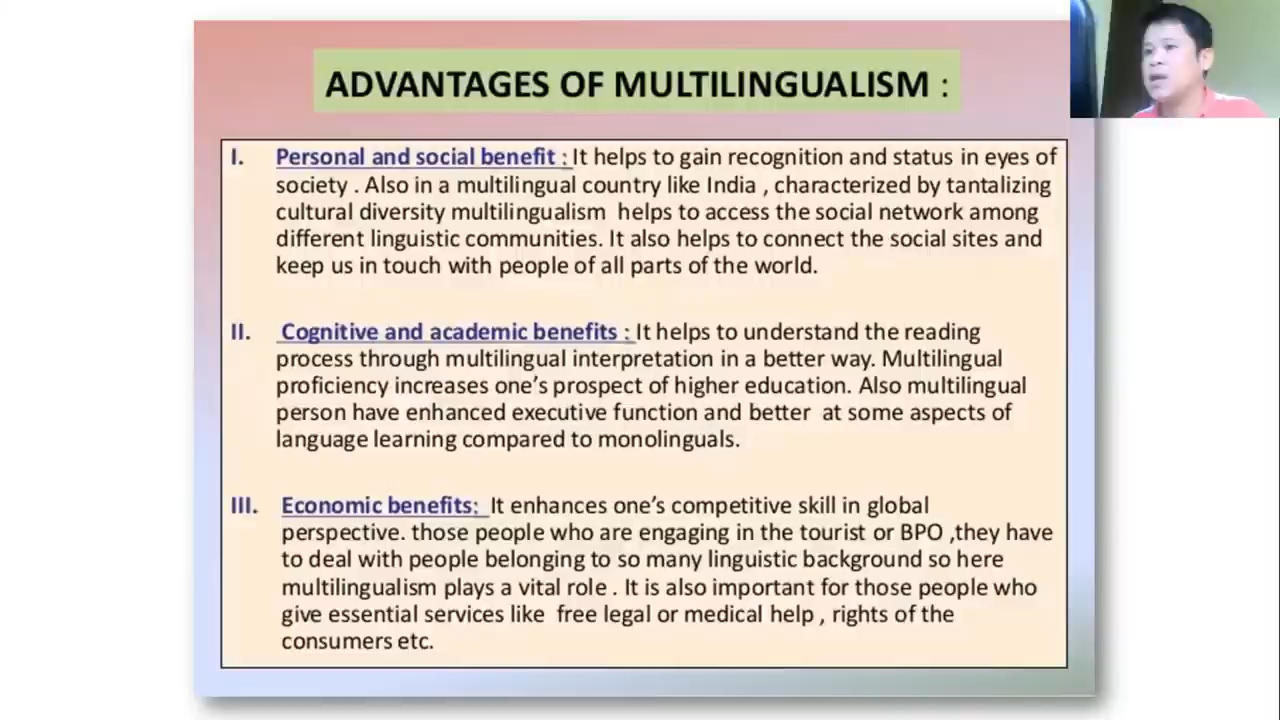 ADVANTAGES OF MULTILINGUALISM :
I. Personal and social benefit : It helps to gain recognition and status in eyes of
society . Also in a multilingual country like India , characterized by tantalizing
cultural diversity multilingualism helps to access the social network among
different linguistic communities. It also helps to connect the social sites and
keep us in touch with people of all parts of the world.
II. Cognitive and academic benefits : It helps to understand the reading
process through multilingual interpretation in a better way. Multilingual
proficiency increases one's prospect of higher education. Also multilingual
person have enhanced executive function and better at some aspects of
language learning compared to monolinguals.
III. Economic benefits: It enhances one's competitive skill in global
perspective. those people who are engaging in the tourist or BPO ,they have
to deal with people belonging to so many linguistic background so here
multilingualism plays a vital role . It is also important for those people who
give essential services like free legal or medical help , rights of the
consumers etc.